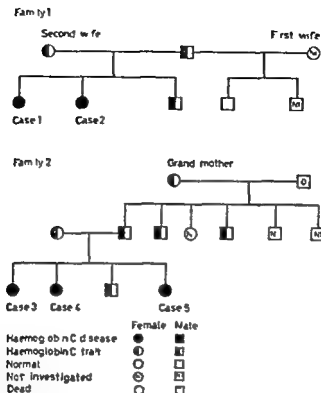 Family 1
Second wife First wife
Case 1 Case 2
Family 2
Grand mother
D
N N N
Case 3 Case 4 Case 5
Female Male
Haemoglobin C disease
Haemoglobin C trait
Normal
Not investigated
Dead